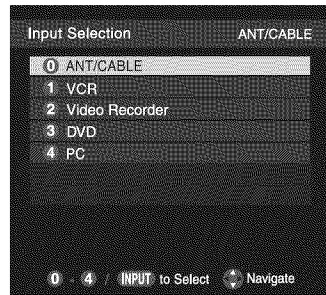 Input Selection ANT/CABLE
0 ANT/CABLE
1 VCR
2 Video Recorder
3 DVD
4 PC
0 - 4 / INPUT to Select Navigate